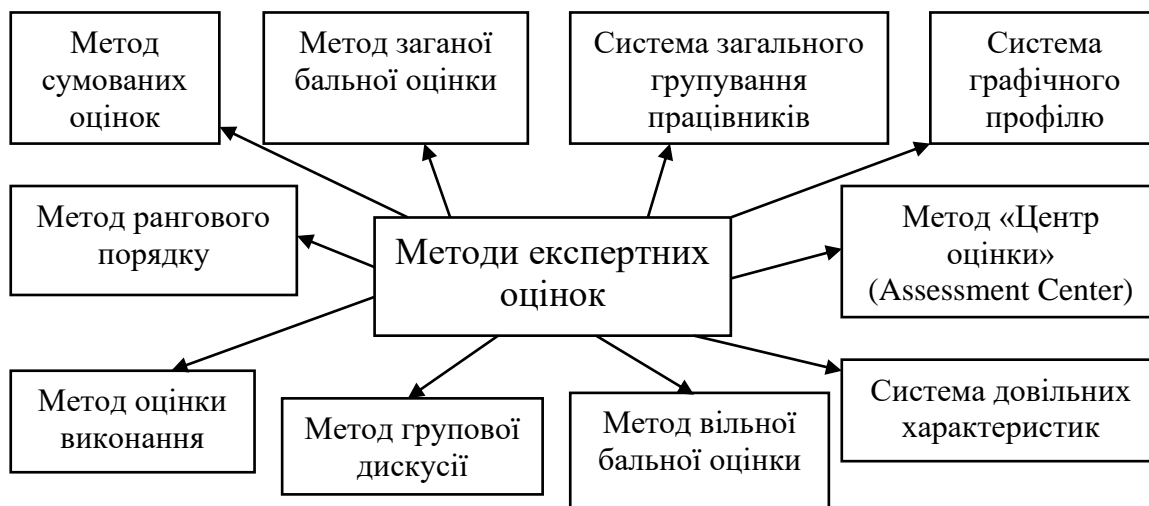 Метод
сумованих
оцінок
Метод заганої
бальної оцінки
Система загального
групування
працівників
Система
графічного
профілю
Метод рангового
порядку
Методи експертних
оцінок
Метод «Центр
оцінки»
(Assessment Center)
Метод оцінки
виконання
Метод групової
дискусії
Метод вільної
бальної оцінки
Система довільних
характеристик